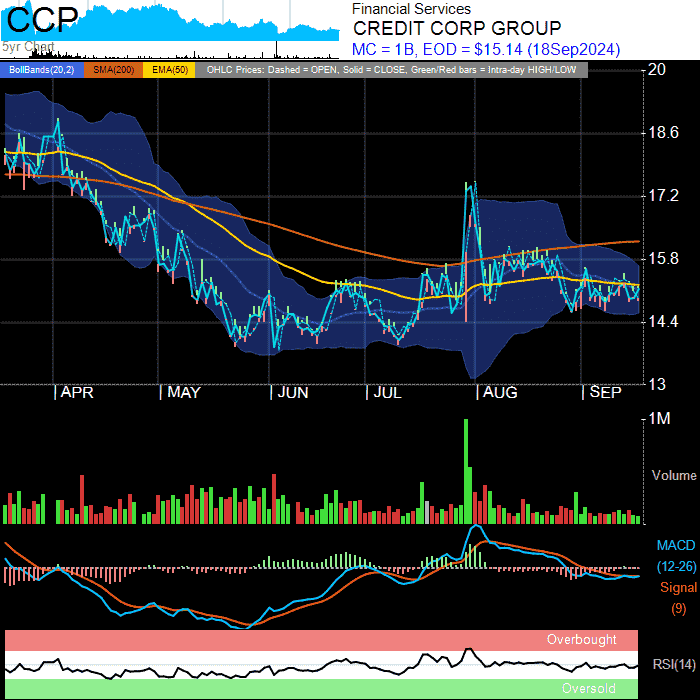 CCP
5yr Chart
Financial Services
CREDIT CORP GROUP
MC = 1B, EOD = $15.14 (18Sep2024)
BollBands(20,2) SMA(200) EMA(50) OHLC Prices: Dashed = OPEN, Solid = CLOSE, Green/Red bars = Intra-day HIGH/LOW
20
18.6
17.2
15.8
14.4
13
APR MAY JUN JUL AUG SEP
1M
Volume
MACD
(12-26)
Signal
(9)
Overbought
RSI(14)
Oversold